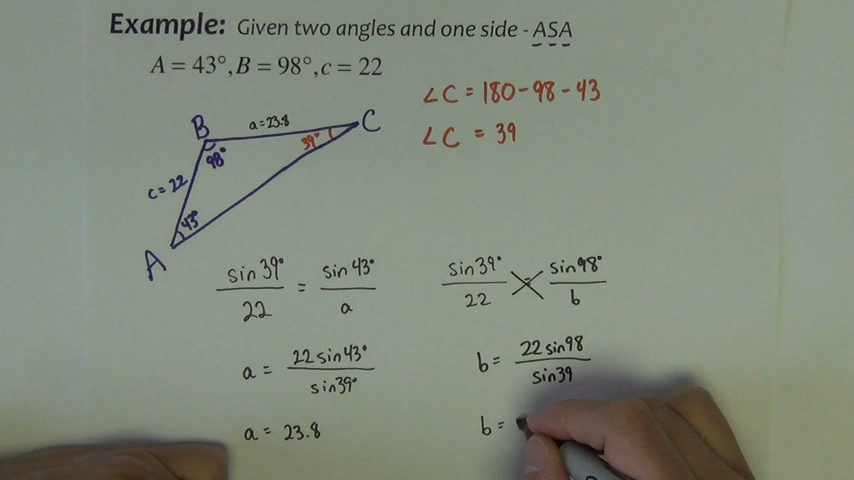 Example: Given two angles and one side - ASA
A = 43°, B = 98°, c = 22
∠C = 180 - 98 - 43
∠C = 39
B
a = 23.8
C
98°
39°
c = 22
43°
A
sin 39° / 22 = sin 43° / a
sin 39° / 22 = sin 98° / b
a = 22 sin 43° / sin 39°
b = 22 sin 98 / sin 39
a = 23.8
b =